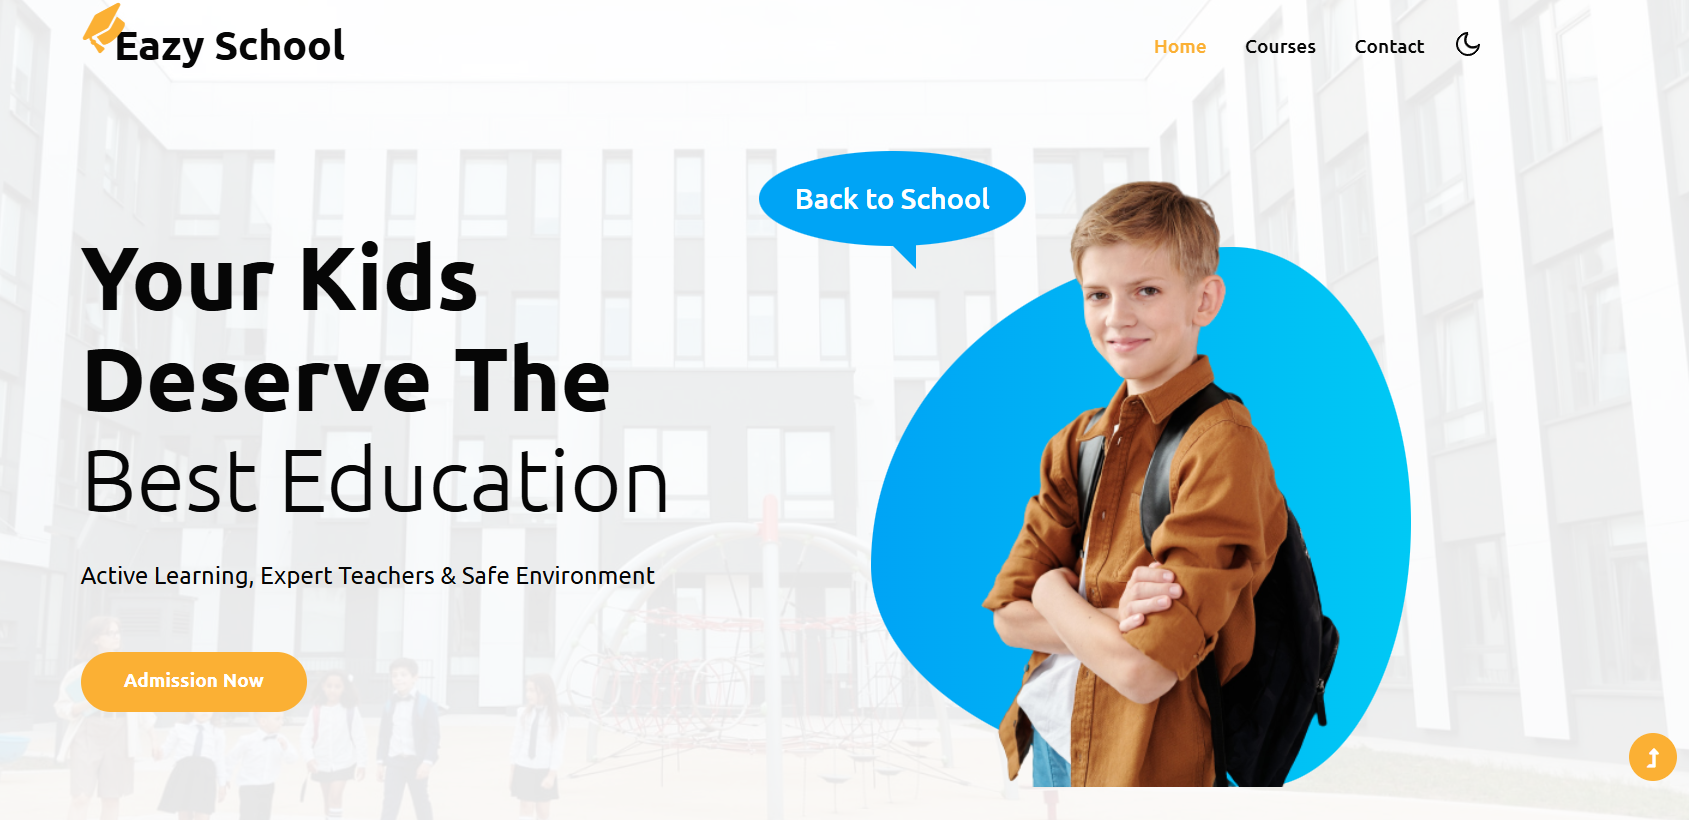 Eazy School
Home Courses Contact
Back to School
Your Kids
Deserve The
Best Education
Active Learning, Expert Teachers & Safe Environment
Admission Now